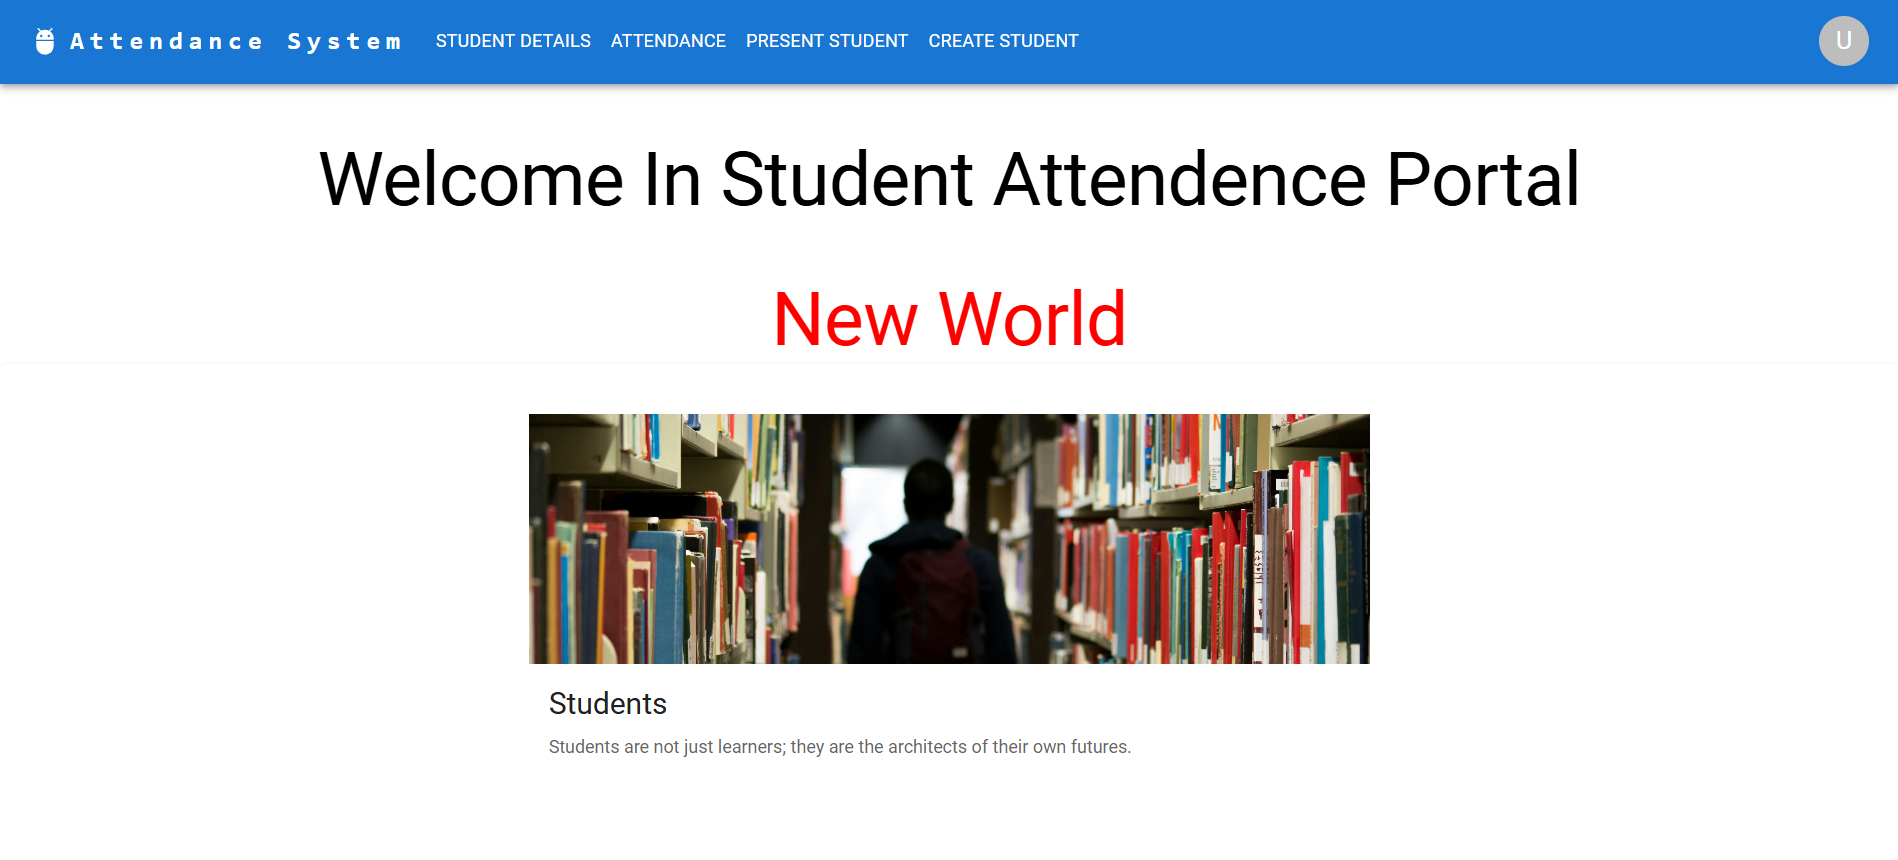 Attendance System STUDENT DETAILS ATTENDANCE PRESENT STUDENT CREATE STUDENT U
Welcome In Student Attendence Portal
New World
Students
Students are not just learners; they are the architects of their own futures.